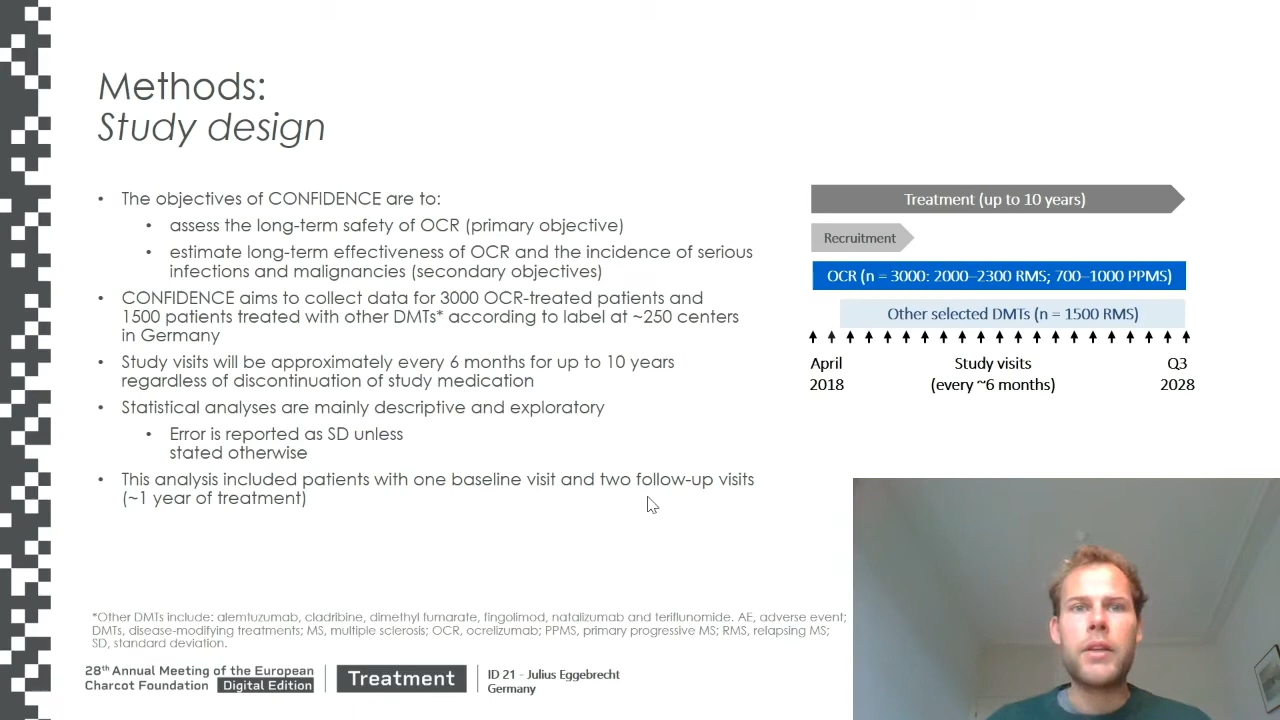 Methods:
Study design
• The objectives of CONFIDENCE are to:
• assess the long-term safety of OCR (primary objective)
• estimate long-term effectiveness of OCR and the incidence of serious
infections and malignancies (secondary objectives)
• CONFIDENCE aims to collect data for 3000 OCR-treated patients and
1500 patients treated with other DMTs* according to label at ~250 centers
in Germany
• Study visits will be approximately every 6 months for up to 10 years
regardless of discontinuation of study medication
• Statistical analyses are mainly descriptive and exploratory
• Error is reported as SD unless
stated otherwise
• This analysis included patients with one baseline visit and two follow-up visits
(~1 year of treatment)
Treatment (up to 10 years)
Recruitment
OCR (n = 3000: 2000–2300 RMS; 700–1000 PPMS)
Other selected DMTs (n = 1500 RMS)
April
2018
Study visits
(every ~6 months)
Q3
2028
*Other DMTs include: alemtuzumab, cladribine, dimethyl fumarate, fingolimod, natalizumab and teriflunomide. AE, adverse event;
DMTs, disease-modifying treatments; MS, multiple sclerosis; OCR, ocrelizumab; PPMS, primary progressive MS; RMS, relapsing MS;
SD, standard deviation.
28th Annual Meeting of the European
Charcot Foundation Digital Edition
Treatment
ID 21 - Julius Eggebrecht
Germany